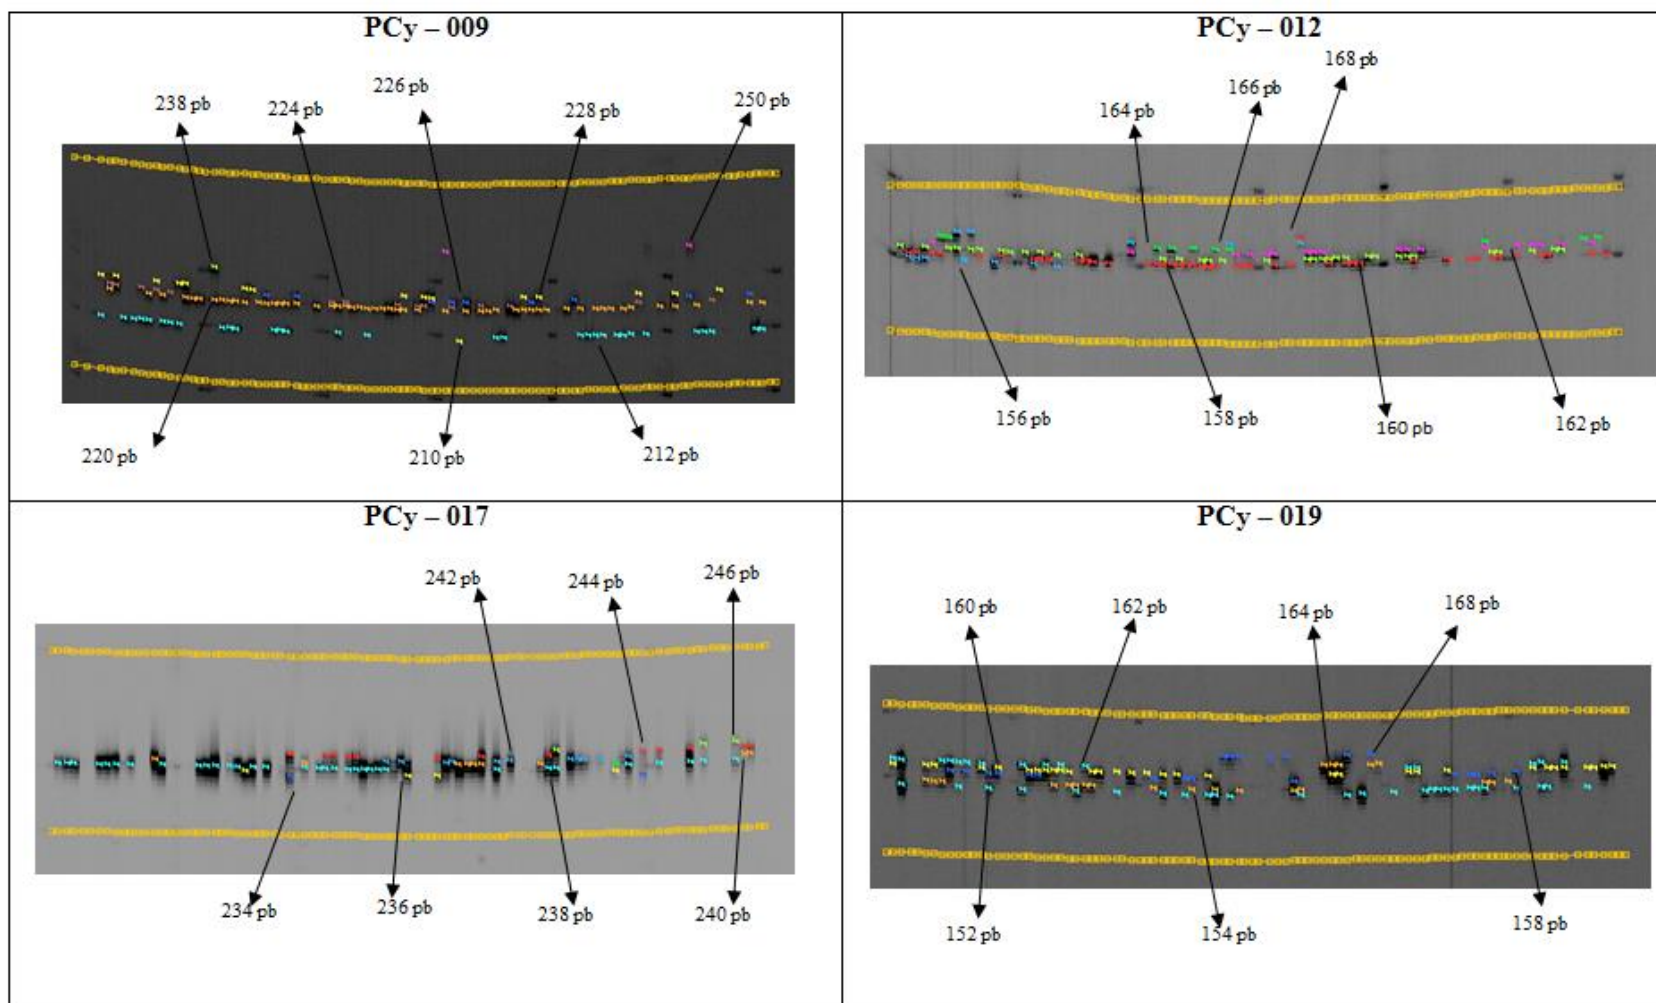 PCy – 009
226 pb
238 pb
224 pb
228 pb
250 pb
220 pb
210 pb
212 pb
PCy – 012
168 pb
166 pb
164 pb
156 pb
158 pb
160 pb
162 pb
PCy – 017
242 pb
244 pb
246 pb
234 pb
236 pb
238 pb
240 pb
PCy – 019
160 pb
162 pb
164 pb
168 pb
152 pb
154 pb
158 pb